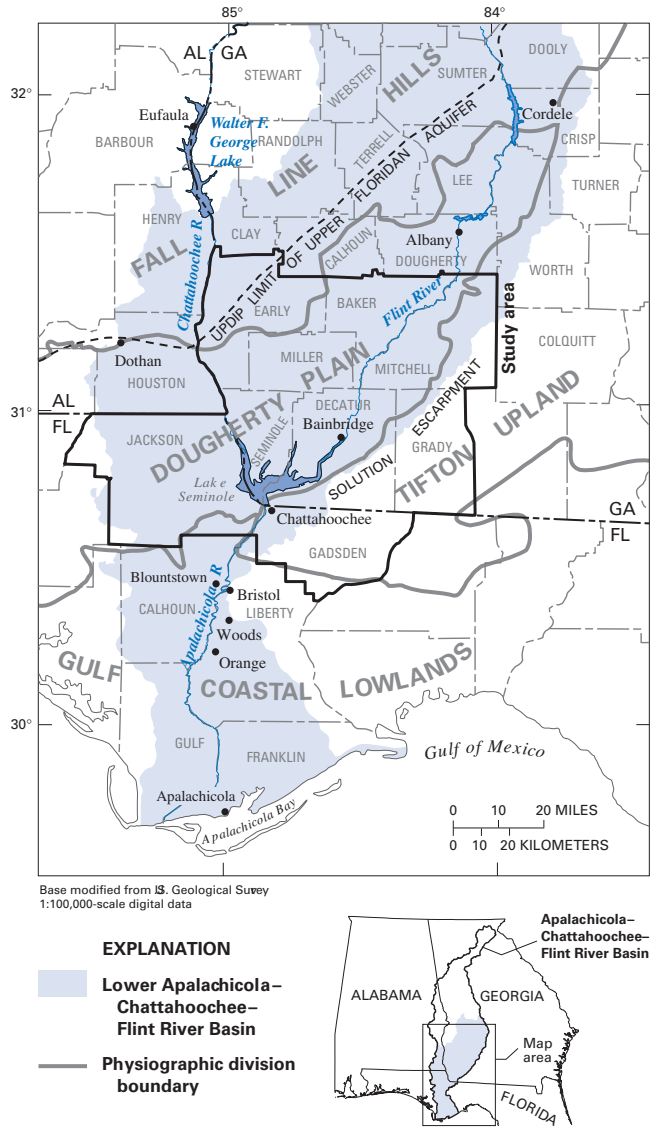 85°
84°
AL
GA
STEWART
WEBSTER
HILLS
SUMTER
DOOLY
32°
Eufaula
Cordele
Walter F.
George
Lake
RANDOLPH
BARBOUR
TERRELL
CRISP
LINE
LEE
TURNER
HENRY
CLAY
FALL
CALHOUN
Albany
DOUGHERTY
WORTH
UPDIP LIMIT OF UPPER FLORIDAN AQUIFER
Chattahoochee R
EARLY
BAKER
Flint River
Study area
COLQUITT
Dothan
MILLER
MITCHELL
HOUSTON
DOUGHERTY PLAIN
DECATUR
AL
FL
31°
JACKSON
SEMINOLE
Bainbridge
SOLUTION ESCARPMENT
GRADY
TIFTON UPLAND
Lake
Seminole
Chattahoochee
GA
FL
GADSDEN
Blountstown
Bristol
CALHOUN
LIBERTY
Apalachicola R
Woods
Orange
GULF COASTAL LOWLANDS
30°
GULF
FRANKLIN
Gulf of Mexico
Apalachicola
Apalachicola Bay
0 10 20 MILES
0 10 20 KILOMETERS
Base modified from U.S. Geological Survey
1:100,000-scale digital data
EXPLANATION
Lower Apalachicola–
Chattahoochee–
Flint River Basin
Physiographic division
boundary
Apalachicola–
Chattahoochee–
Flint River Basin
ALABAMA
GEORGIA
Map
area
FLORIDA